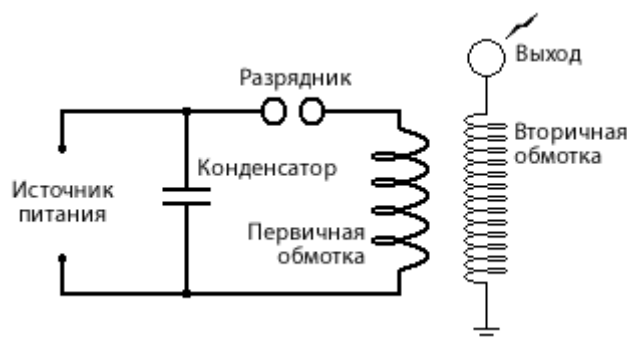 Выход
Разрядник
Вторичная
обмотка
Конденсатор
Источник
питания
Первичная
обмотка